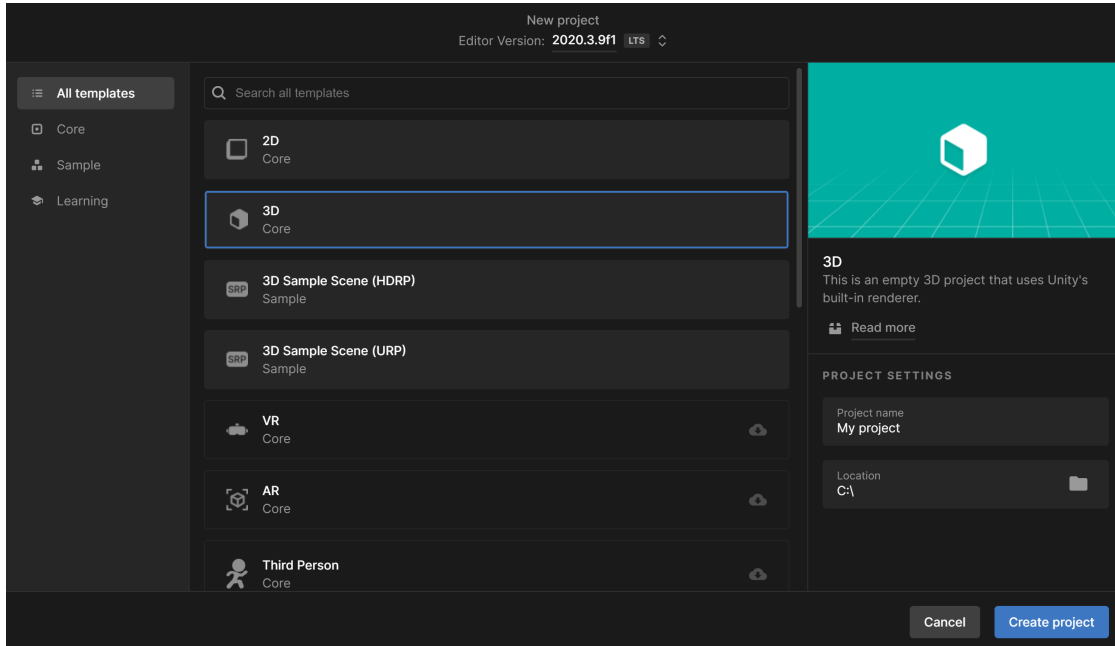 New project
Editor Version: 2020.3.9f1 LTS
All templates
Core
Sample
Learning
Search all templates
2D
Core
3D
Core
SRP
3D Sample Scene (HDRP)
Sample
SRP
3D Sample Scene (URP)
Sample
VR
Core
AR
Core
Third Person
Core
3D
This is an empty 3D project that uses Unity's
built-in renderer.
Read more
PROJECT SETTINGS
Project name
My project
Location
C:\
Cancel
Create project